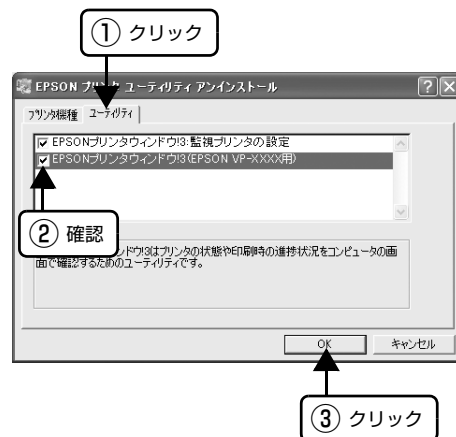 ① クリック
EPSON プリンタ ユーティリティ アンインストール
プリンタ機種 ユーティリティ
EPSONプリンタウィンドウ!3:監視プリンタの設定
EPSONプリンタウィンドウ!3(EPSON VP-XXXX用)
② 確認
ンドウ!3はプリンタの状態や印刷時の進捗状況をコンピュータの画
面で確認するためのユーティリティです。
OK キャンセル
③ クリック